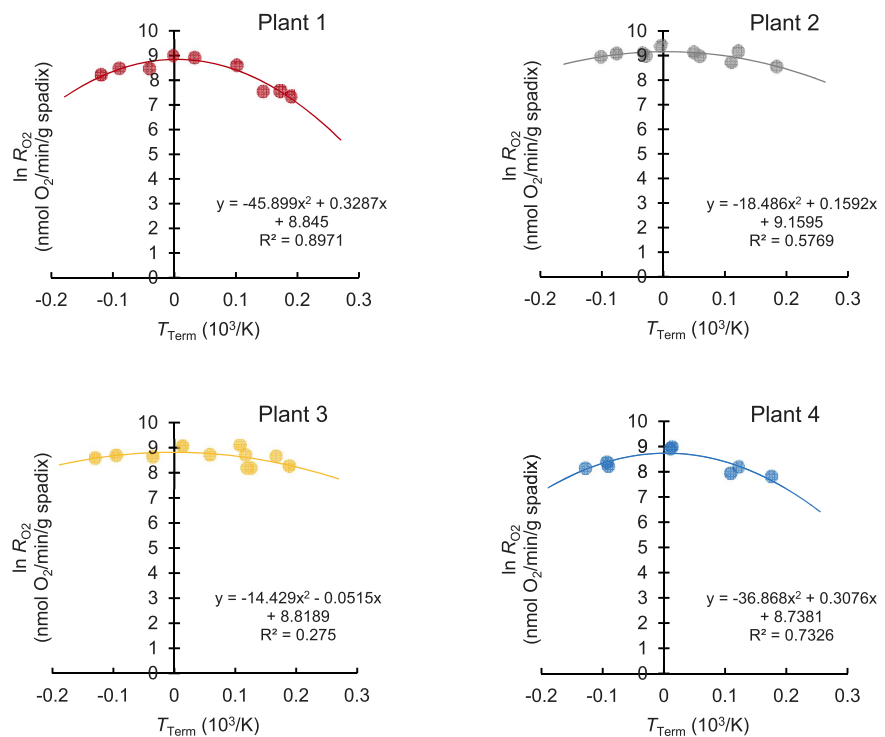 Plant 1
10
9
8
7
6
5
4
3
2
1
0
-0.2 -0.1 0 0.1 0.2 0.3
ln R_O2
(nmol O2/min/g spadix)
y = -45.899x² + 0.3287x
+ 8.845
R² = 0.8971
T_Term (10³/K)
Plant 2
10
9
8
7
6
5
4
3
2
1
0
-0.2 -0.1 0 0.1 0.2 0.3
ln R_O2
(nmol O2/min/g spadix)
y = -18.486x² + 0.1592x
+ 9.1595
R² = 0.5769
T_Term (10³/K)
Plant 3
10
9
8
7
6
5
4
3
2
1
0
-0.2 -0.1 0 0.1 0.2 0.3
ln R_O2
(nmol O2/min/g spadix)
y = -14.429x² - 0.0515x
+ 8.8189
R² = 0.275
T_Term (10³/K)
Plant 4
10
9
8
7
6
5
4
3
2
1
0
-0.2 -0.1 0 0.1 0.2 0.3
ln R_O2
(nmol O2/min/g spadix)
y = -36.868x² + 0.3076x
+ 8.7381
R² = 0.7326
T_Term (10³/K)